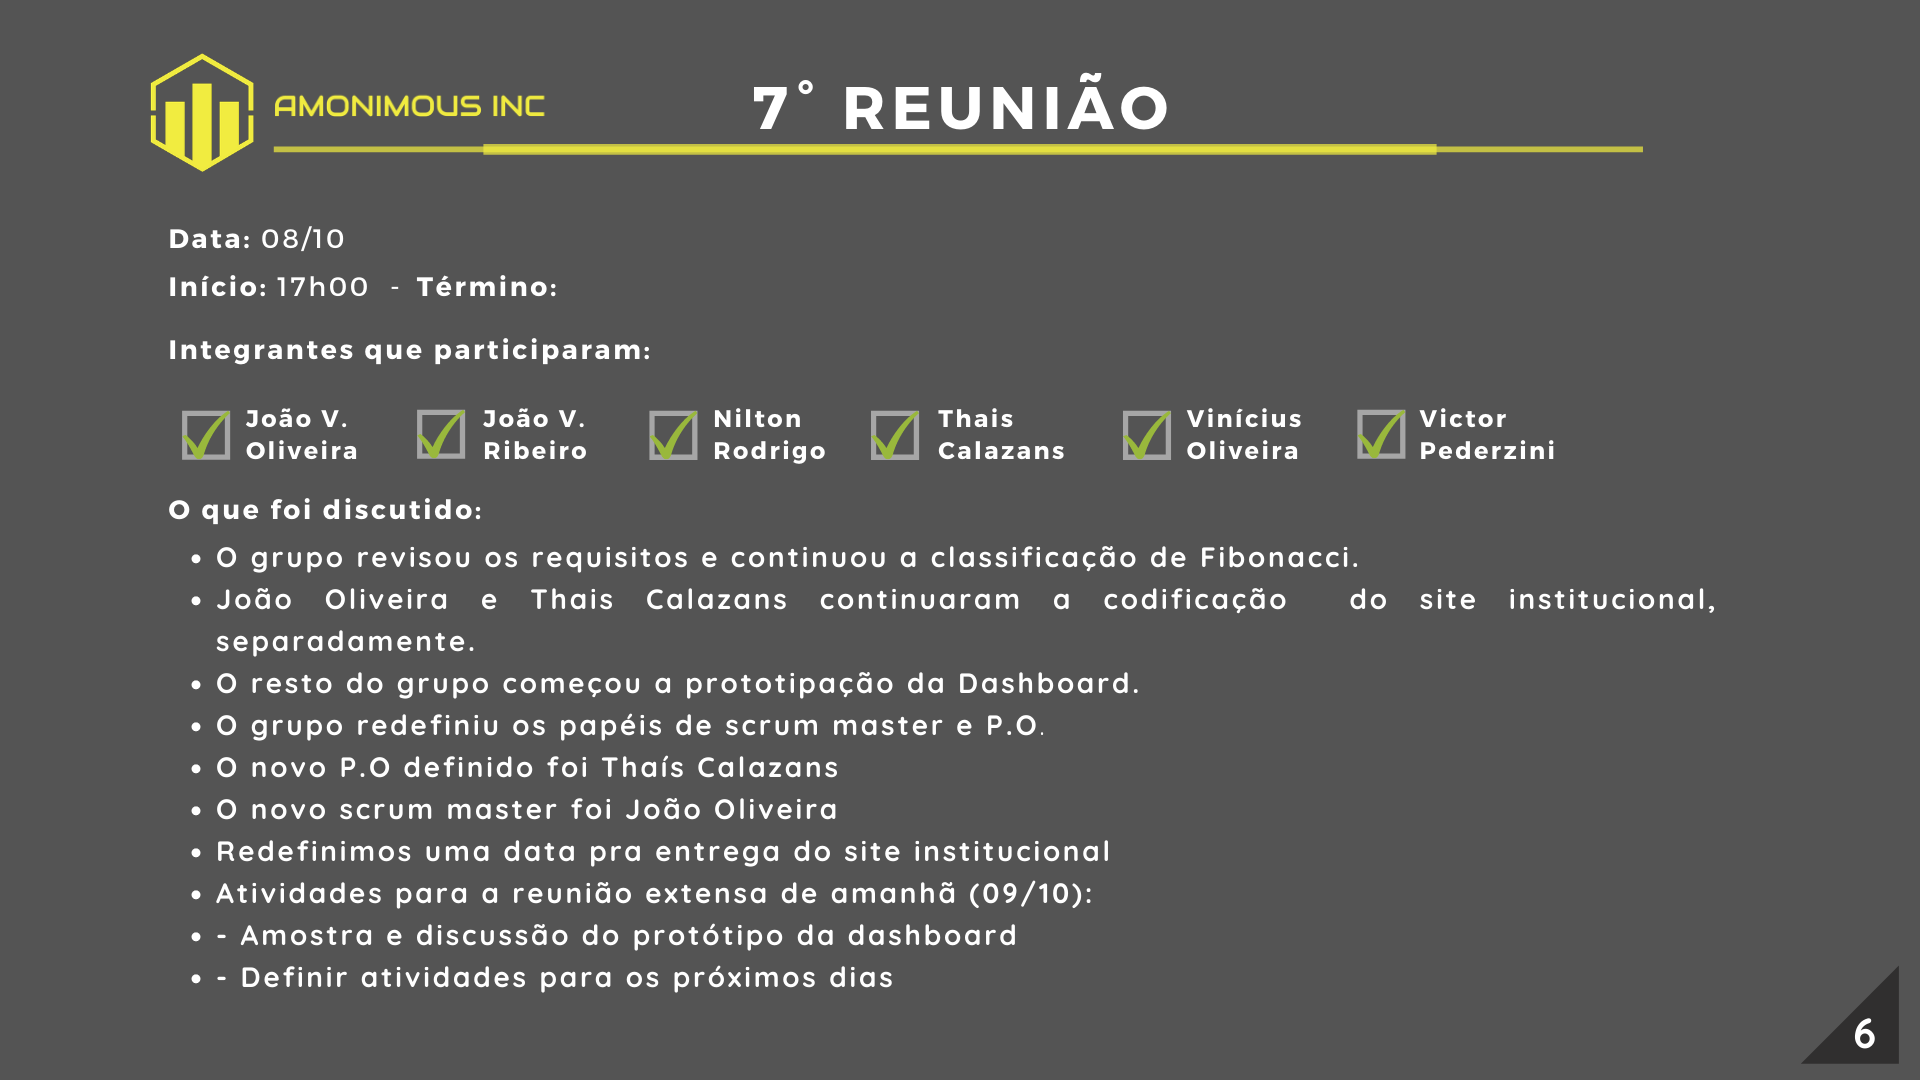 AMONIMOUS INC
7° REUNIÃO
Data: 08/10
Início: 17h00 - Término:
Integrantes que participaram:
João V. Oliveira
João V. Ribeiro
Nilton Rodrigo
Thais Calazans
Vinícius Oliveira
Victor Pederzini
O que foi discutido:
• O grupo revisou os requisitos e continuou a classificação de Fibonacci.
• João Oliveira e Thais Calazans continuaram a codificação do site institucional,
separadamente.
• O resto do grupo começou a prototipação da Dashboard.
• O grupo redefiniu os papéis de scrum master e P.O.
• O novo P.O definido foi Thaís Calazans
• O novo scrum master foi João Oliveira
• Redefinimos uma data pra entrega do site institucional
• Atividades para a reunião extensa de amanhã (09/10):
• - Amostra e discussão do protótipo da dashboard
• - Definir atividades para os próximos dias
6